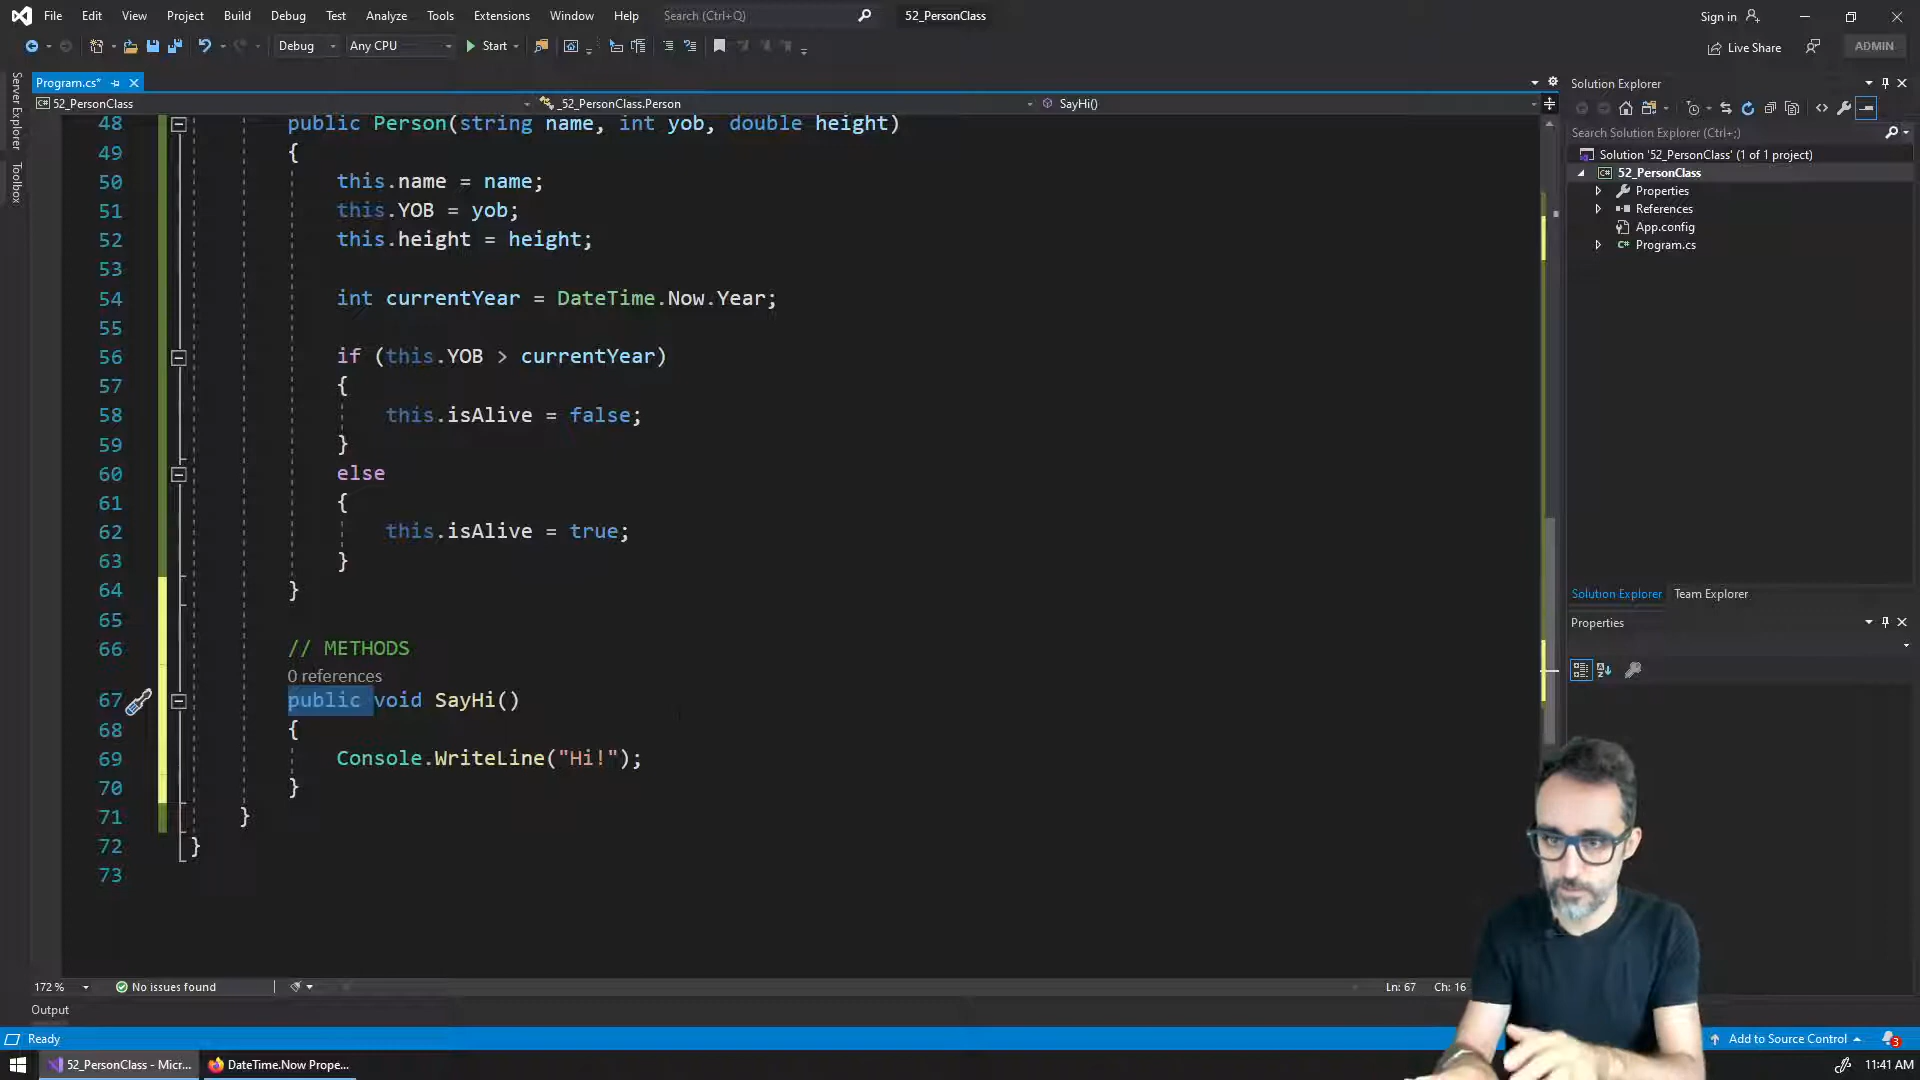 File Edit View Project Build Debug Test Analyze Tools Extensions Window Help Search (Ctrl+Q) 52_PersonClass Sign in
Debug Any CPU Start Live Share ADMIN
Server Explorer
Toolbox
Program.cs*
52_PersonClass _52_PersonClass.Person SayHi()
48 public Person(string name, int yob, double height)
49 {
50 this.name = name;
51 this.YOB = yob;
52 this.height = height;
53
54 int currentYear = DateTime.Now.Year;
55
56 if (this.YOB > currentYear)
57 {
58 this.isAlive = false;
59 }
60 else
61 {
62 this.isAlive = true;
63 }
64 }
65
66 // METHODS
0 references
67 public void SayHi()
68 {
69 Console.WriteLine("Hi!");
70 }
71 }
72 }
73
172 % No issues found Ln: 67 Ch: 16
Output
Solution Explorer
Search Solution Explorer (Ctrl+;)
Solution '52_PersonClass' (1 of 1 project)
52_PersonClass
Properties
References
App.config
Program.cs
Solution Explorer Team Explorer
Properties
Ready Add to Source Control 3
52_PersonClass - Micr... DateTime.Now Prope... 11:41 AM